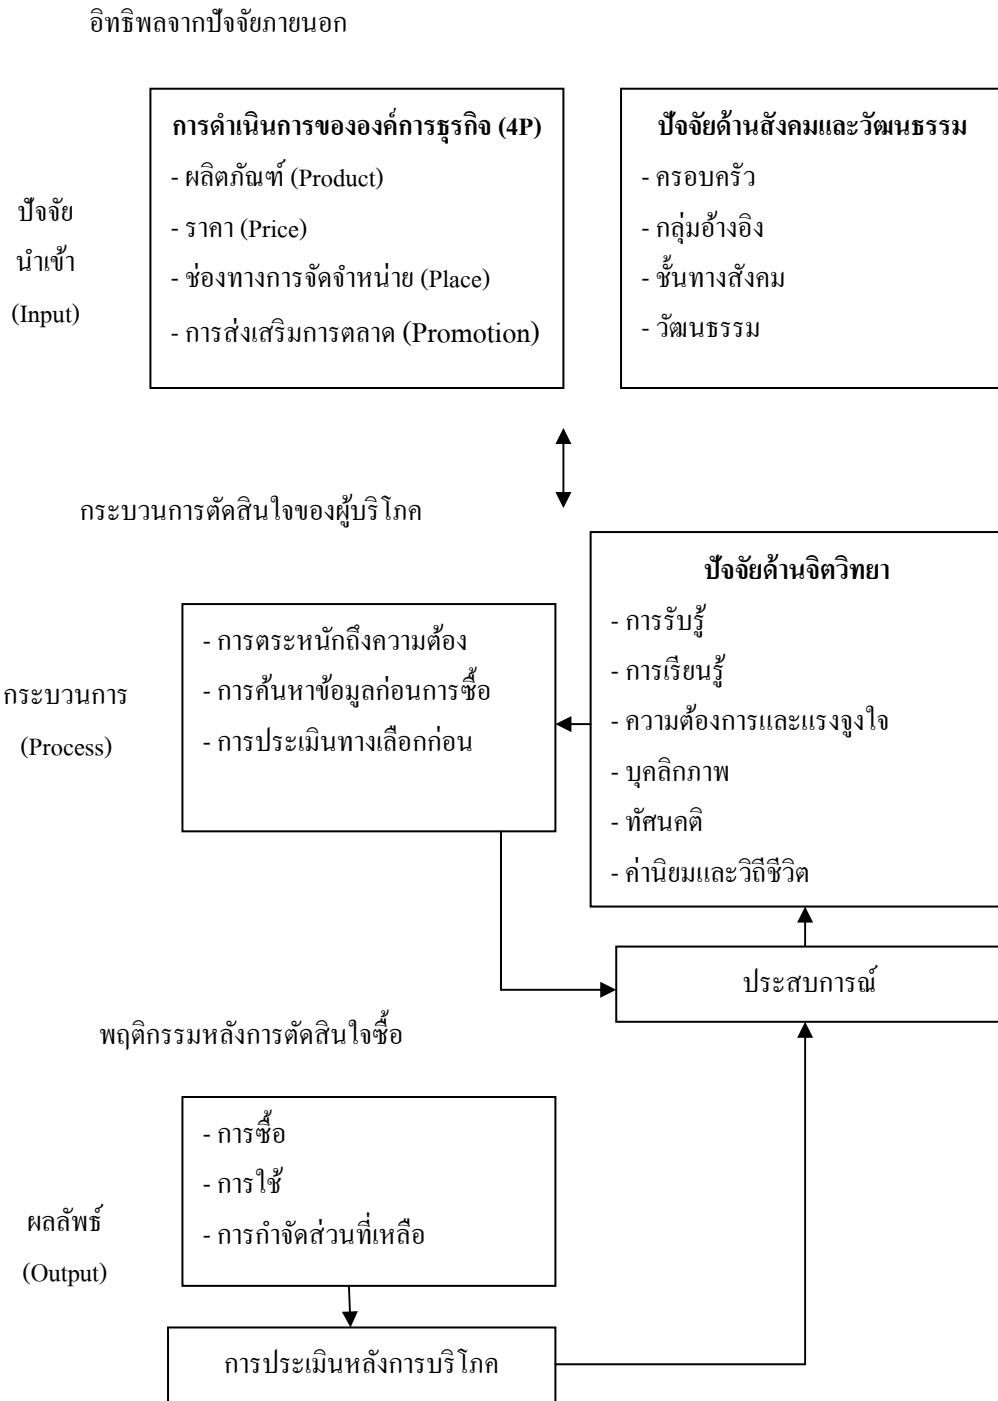 อิทธิพลจากปัจจัยภายนอก
การดำเนินการขององค์การธุรกิจ (4P)
- ผลิตภัณฑ์ (Product)
- ราคา (Price)
- ช่องทางการจัดจำหน่าย (Place)
- การส่งเสริมการตลาด (Promotion)
ปัจจัยด้านสังคมและวัฒนธรรม
- ครอบครัว
- กลุ่มอ้างอิง
- ชั้นทางสังคม
- วัฒนธรรม
ปัจจัย
นำเข้า
(Input)
กระบวนการตัดสินใจของผู้บริโภค
กระบวนการ
(Process)
- การตระหนักถึงความต้อง
- การค้นหาข้อมูลก่อนการซื้อ
- การประเมินทางเลือกก่อน
ปัจจัยด้านจิตวิทยา
- การรับรู้
- การเรียนรู้
- ความต้องการและแรงจูงใจ
- บุคลิกภาพ
- ทัศนคติ
- ค่านิยมและวิถีชีวิต
ประสบการณ์
พฤติกรรมหลังการตัดสินใจซื้อ
- การซื้อ
- การใช้
- การกำจัดส่วนที่เหลือ
ผลลัพธ์
(Output)
การประเมินหลังการบริโภค